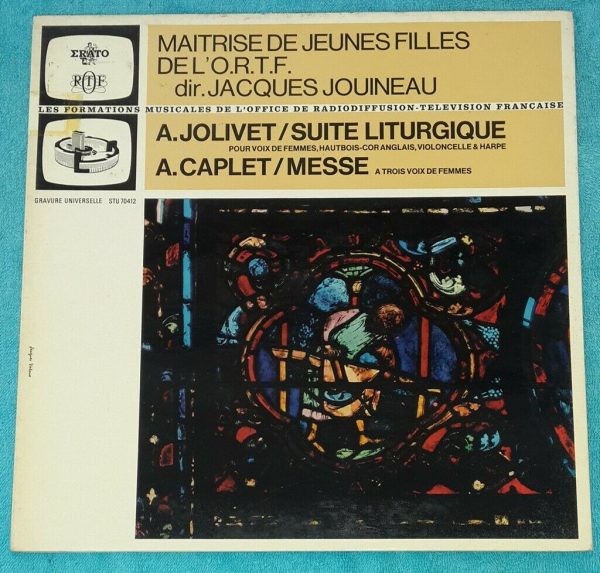 ERATO
ORTF
MAITRISE DE JEUNES FILLES
DE L'O.R.T.F.
dir. JACQUES JOUINEAU
LES FORMATIONS MUSICALES DE L'OFFICE DE RADIODIFFUSION-TELEVISION FRANÇAISE
A.JOLIVET/SUITE LITURGIQUE
POUR VOIX DE FEMMES, HAUTBOIS-COR ANGLAIS, VIOLONCELLE & HARPE
A.CAPLET/MESSE A TROIS VOIX DE FEMMES
GRAVURE UNIVERSELLE STU 70412